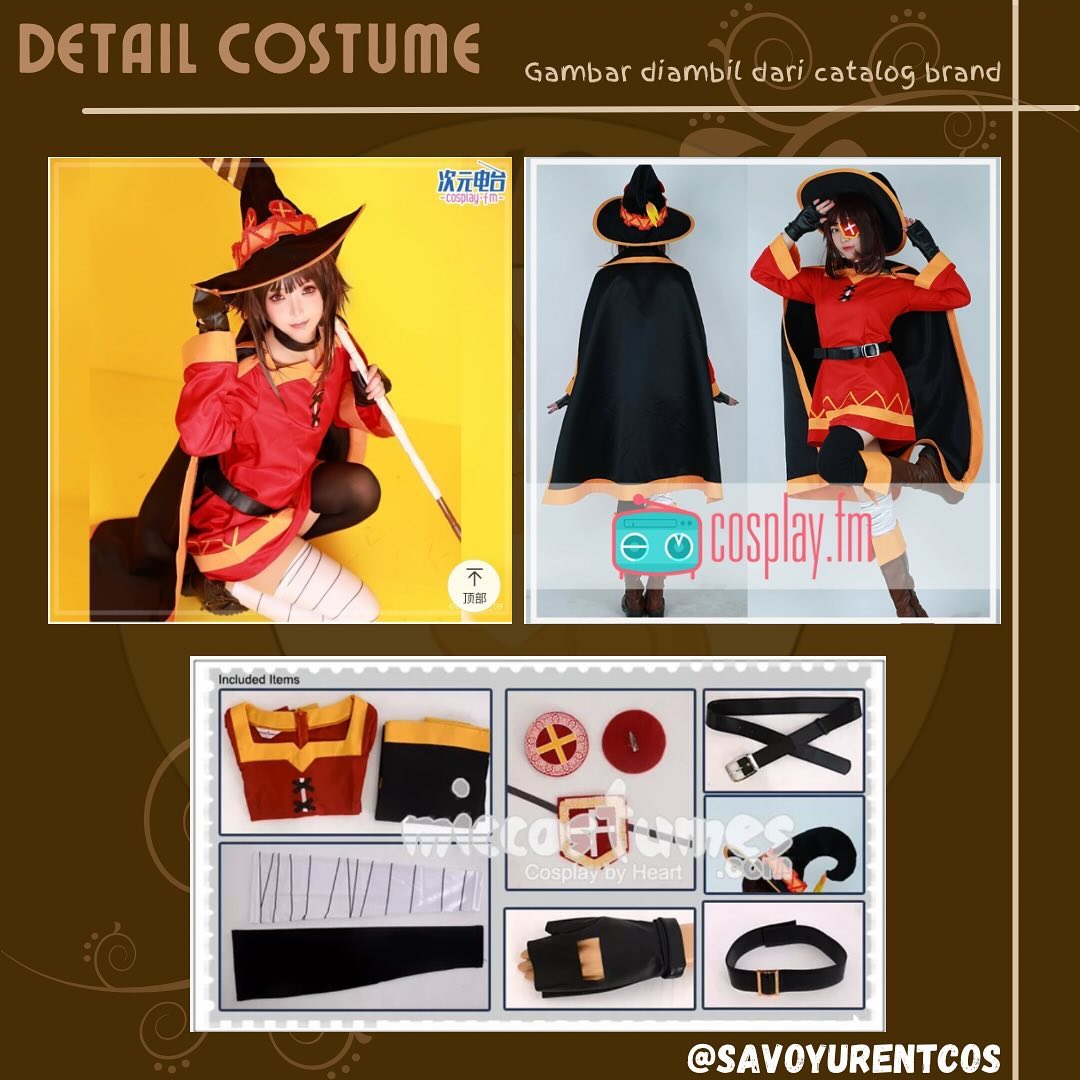 DETAIL COSTUME
Gambar diambil dari catalog brand
次元电台
-cosplay·fm-
顶部
cosplay.fm
Included Items
miccostumes
.com
Cosplay by Heart
@SAVOYURENTCOS